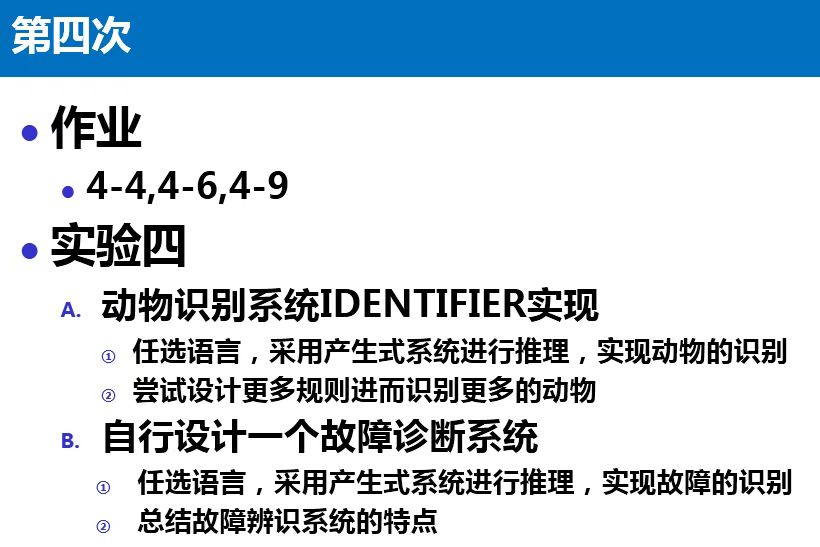 第四次
• 作业
• 4-4,4-6,4-9
• 实验四
A. 动物识别系统IDENTIFIER实现
① 任选语言，采用产生式系统进行推理，实现动物的识别
② 尝试设计更多规则进而识别更多的动物
B. 自行设计一个故障诊断系统
① 任选语言，采用产生式系统进行推理，实现故障的识别
② 总结故障辨识系统的特点